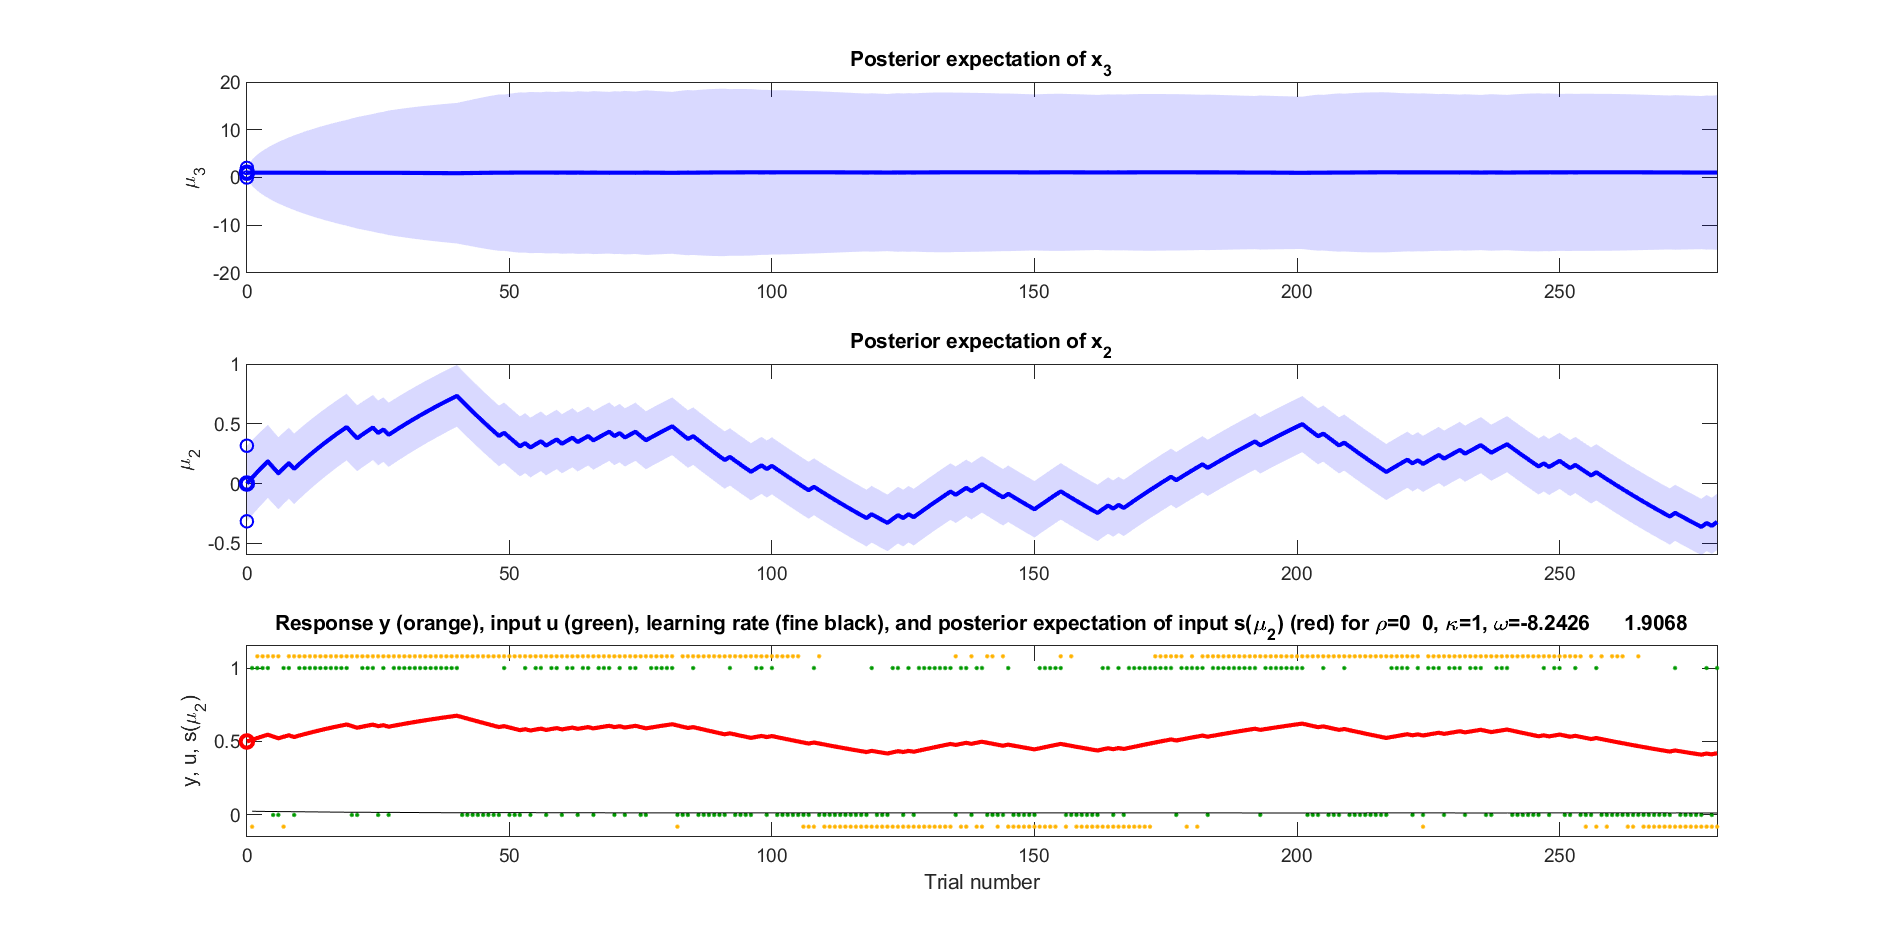 Posterior expectation of x₃
20
10
0
-10
-20
μ₃
0 50 100 150 200 250
Posterior expectation of x₂
1
0.5
0
-0.5
μ₂
0 50 100 150 200 250
Response y (orange), input u (green), learning rate (fine black), and posterior expectation of input s(μ₂) (red) for ρ=0 0, κ=1, ω=-8.2426 1.9068
1
0.5
0
y, u, s(μ₂)
0 50 100 150 200 250
Trial number